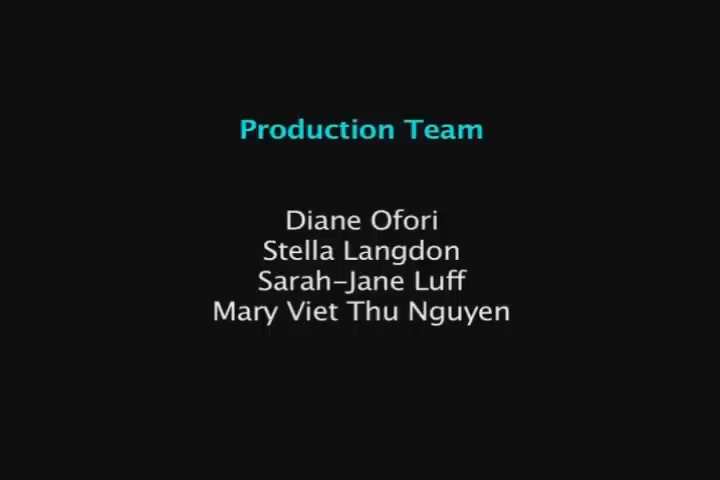 Production Team
Diane Ofori
Stella Langdon
Sarah-Jane Luff
Mary Viet Thu Nguyen